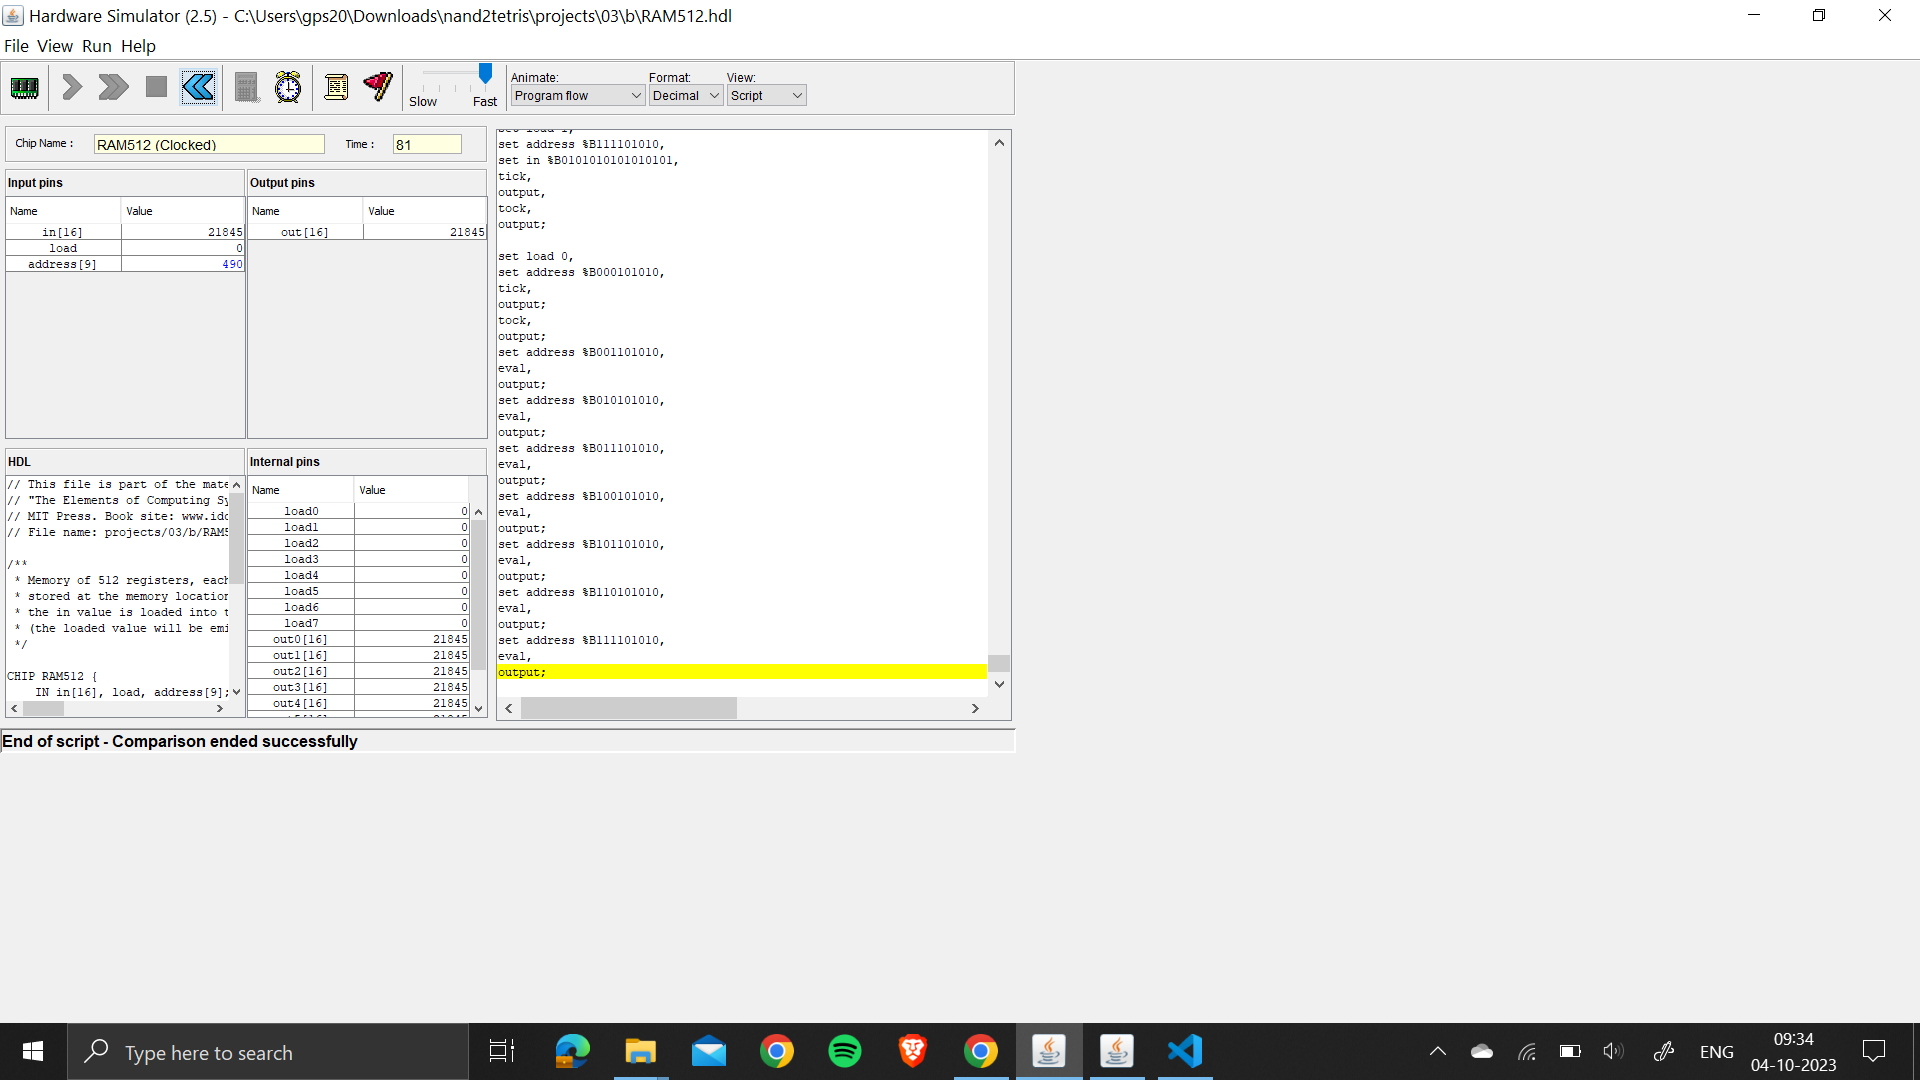 Hardware Simulator (2.5) - C:\Users\gps20\Downloads\nand2tetris\projects\03\b\RAM512.hdl
File View Run Help
Slow Fast
Animate:
Program flow
Format:
Decimal
View:
Script
Chip Name :
RAM512 (Clocked)
Time :
81
Input pins
Name Value
in[16] 21845
load 0
address[9] 490
Output pins
Name Value
out[16] 21845
HDL
// This file is part of the mate
// "The Elements of Computing Sy
// MIT Press. Book site: www.idc
// File name: projects/03/b/RAM5
/**
* Memory of 512 registers, each
* stored at the memory location
* the in value is loaded into t
* (the loaded value will be emi
*/
CHIP RAM512 {
IN in[16], load, address[9];
Internal pins
Name Value
load0 0
load1 0
load2 0
load3 0
load4 0
load5 0
load6 0
load7 0
out0[16] 21845
out1[16] 21845
out2[16] 21845
out3[16] 21845
out4[16] 21845
set load 1,
set address %B111101010,
set in %B0101010101010101,
tick,
output,
tock,
output;
set load 0,
set address %B000101010,
tick,
output;
tock,
output;
set address %B001101010,
eval,
output;
set address %B010101010,
eval,
output;
set address %B011101010,
eval,
output;
set address %B100101010,
eval,
output;
set address %B101101010,
eval,
output;
set address %B110101010,
eval,
output;
set address %B111101010,
eval,
output;
End of script - Comparison ended successfully
Type here to search
ENG
09:34
04-10-2023